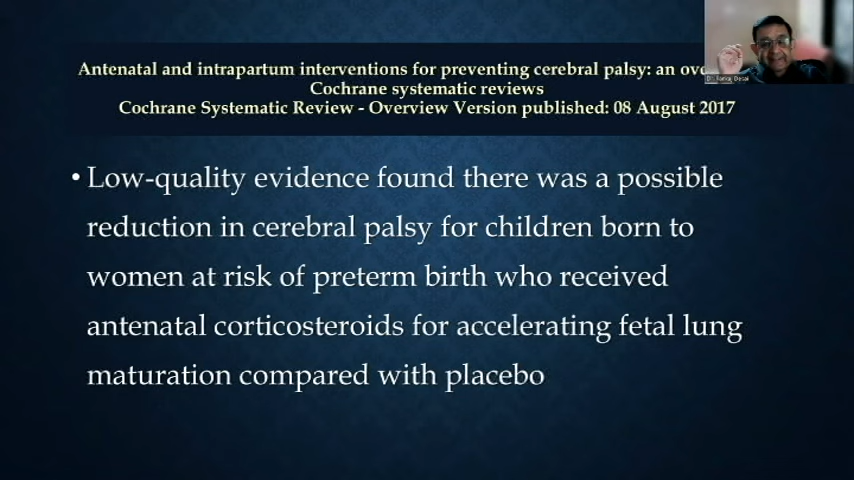 Antenatal and intrapartum interventions for preventing cerebral palsy: an
Cochrane systematic reviews
Cochrane Systematic Review - Overview Version published: 08 August 2017
• Low-quality evidence found there was a possible
reduction in cerebral palsy for children born to
women at risk of preterm birth who received
antenatal corticosteroids for accelerating fetal lung
maturation compared with placebo